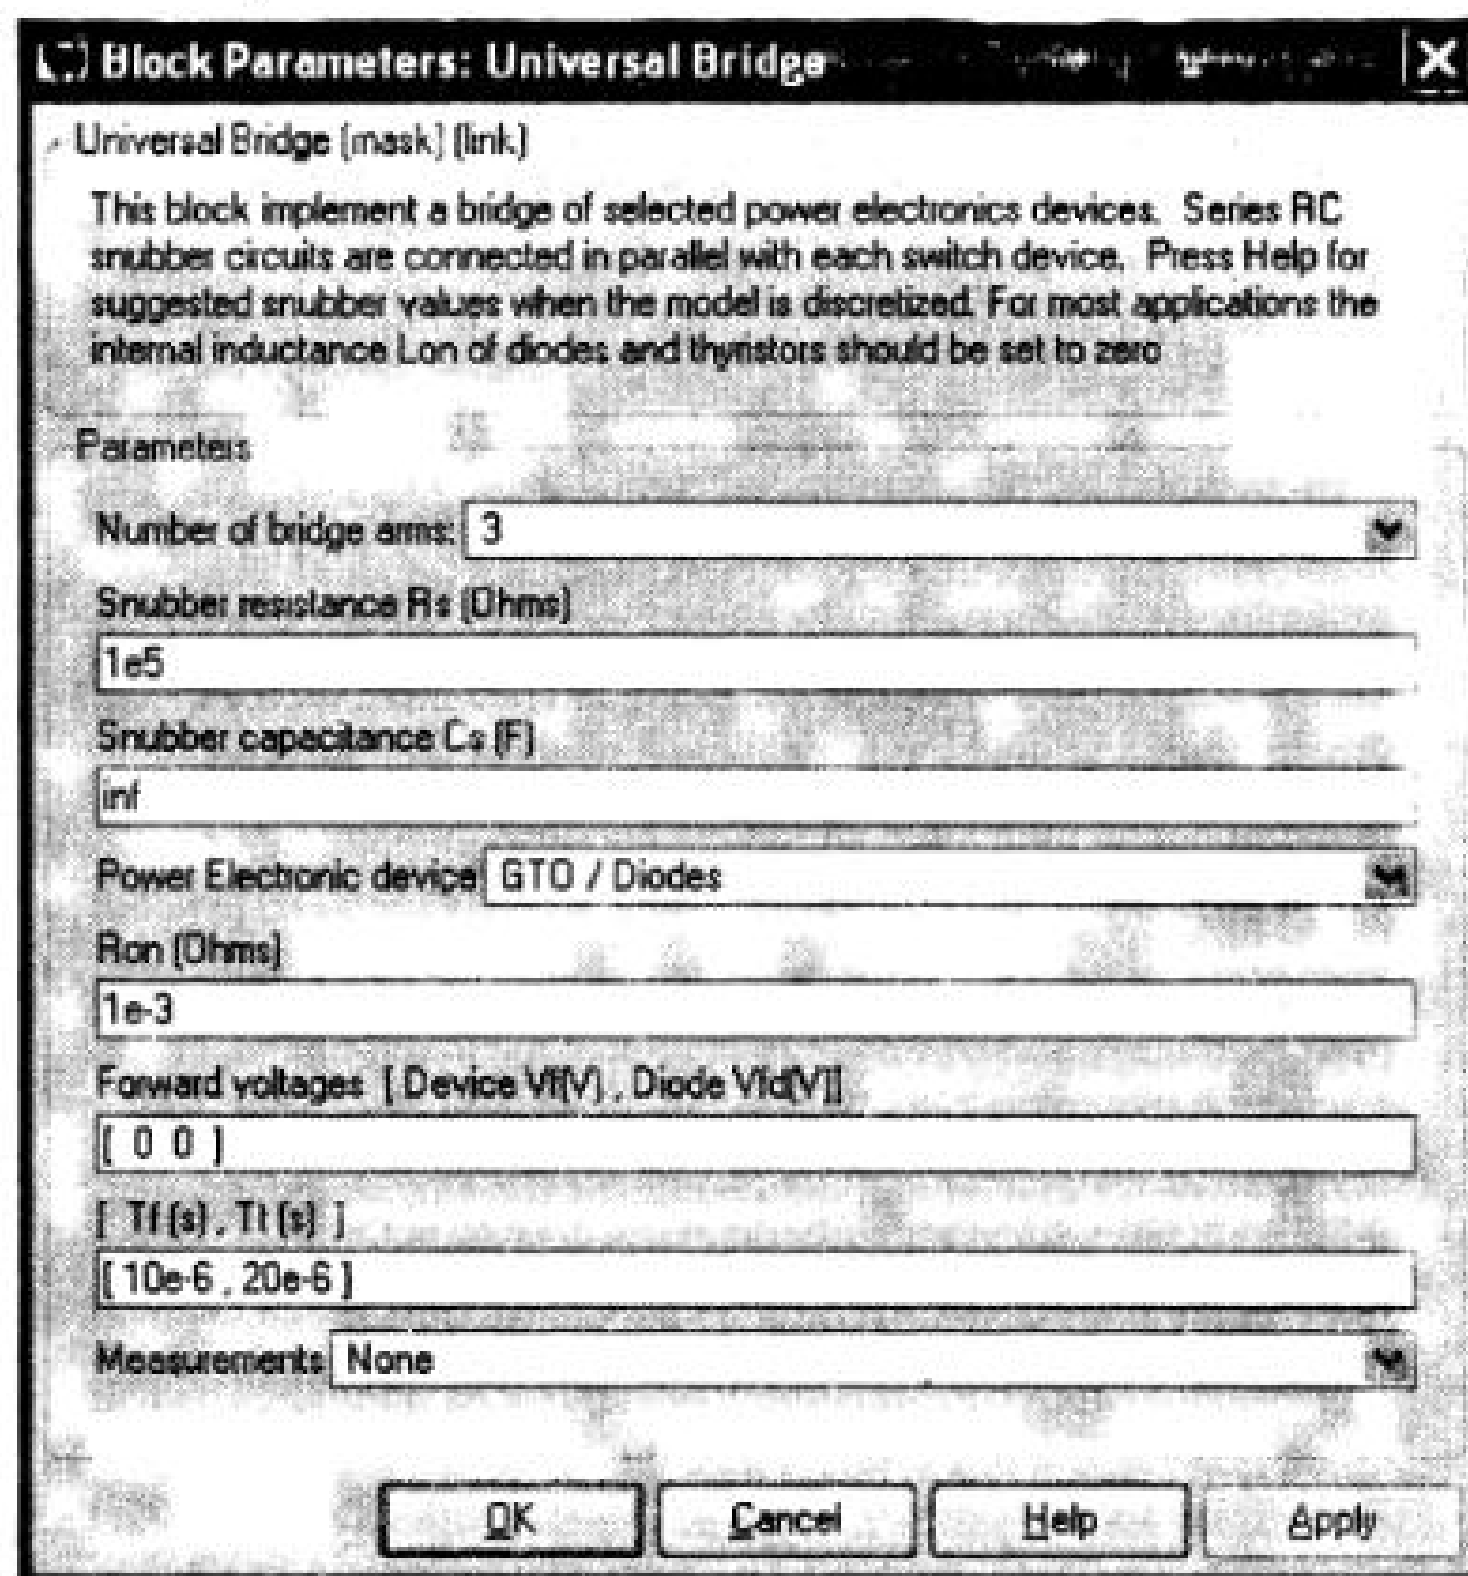 Block Parameters: Universal Bridge
Universal Bridge (mask) (link)
This block implement a bridge of selected power electronics devices. Series RC
snubber circuits are connected in parallel with each switch device. Press Help for
suggested snubber values when the model is discretized. For most applications the
internal inductance Lon of diodes and thyristors should be set to zero
Parameters
Number of bridge arms: 3
Snubber resistance Rs (Ohms)
1e5
Snubber capacitance Cs (F)
inf
Power Electronic device GTO / Diodes
Ron (Ohms)
1e-3
Forward voltages [ Device Vf(V) , Diode Vfd(V)]
[ 0 0 ]
[ Tf (s) , Tt (s) ]
[ 10e-6 , 20e-6 ]
Measurements None
OK Cancel Help Apply